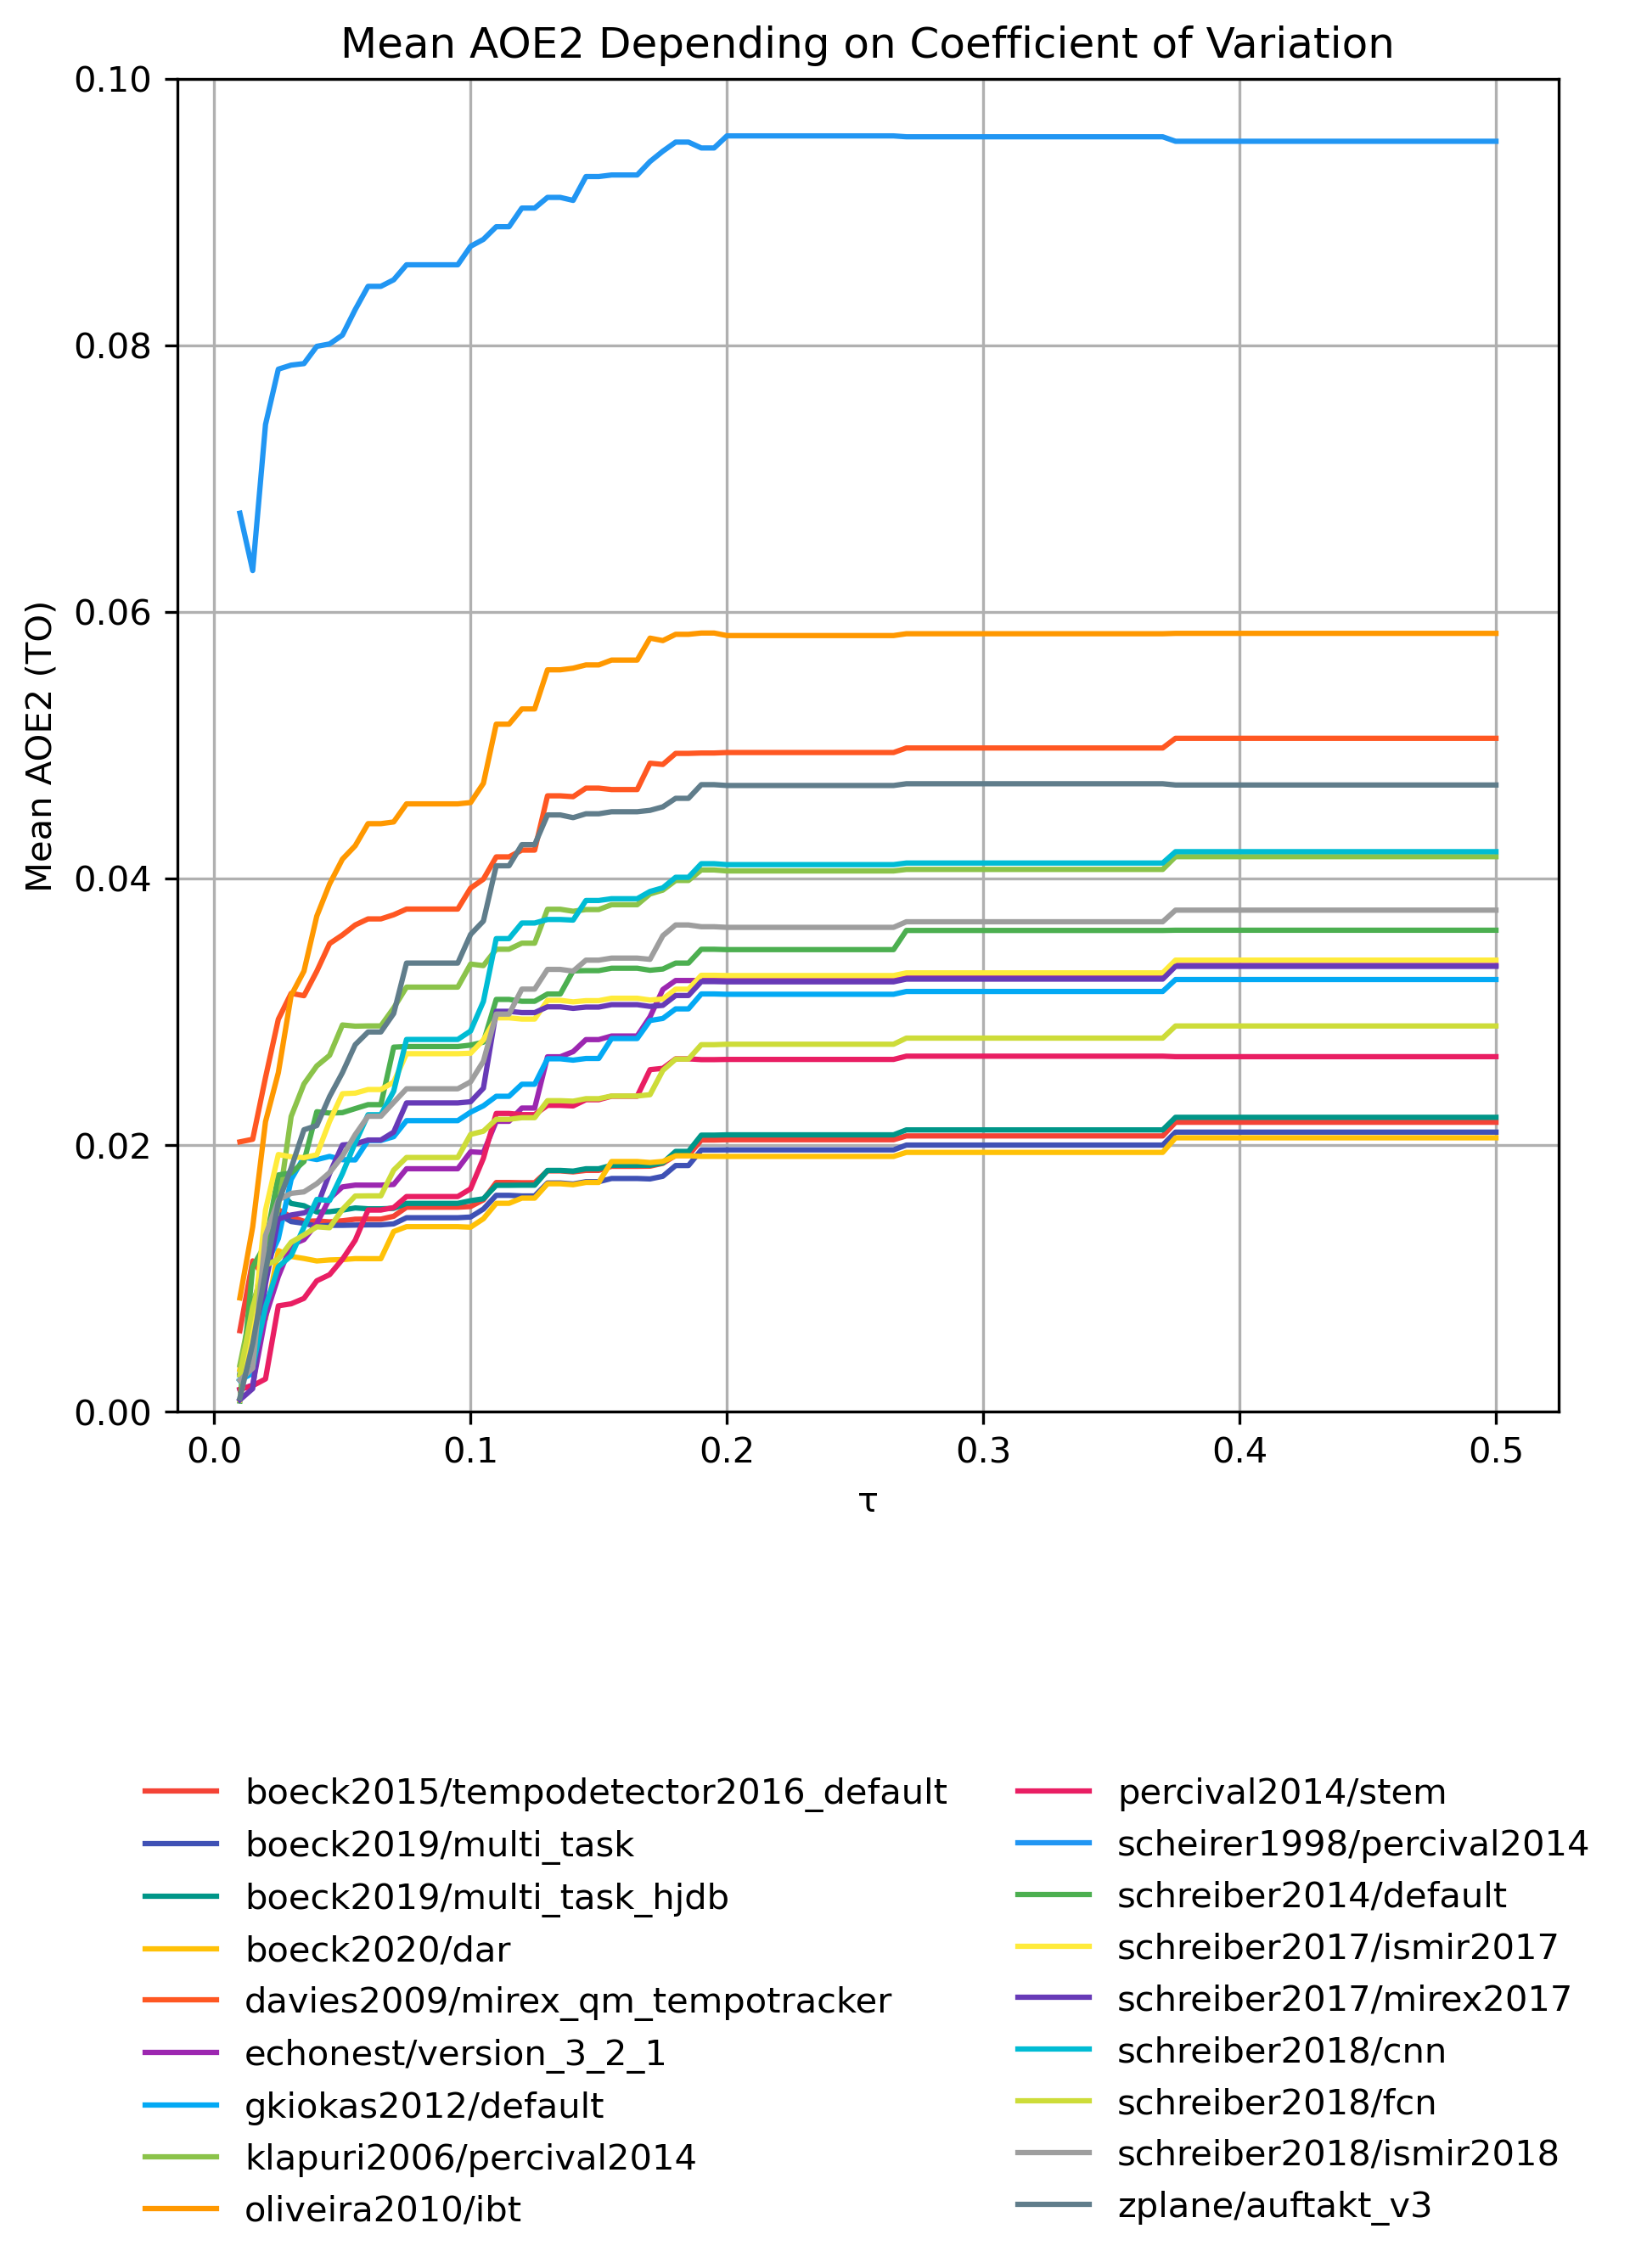 Mean AOE2 Depending on Coefficient of Variation
0.10
0.08
0.06
0.04
0.02
0.00
Mean AOE2 (TO)
0.0 0.1 0.2 0.3 0.4 0.5
τ
boeck2015/tempodetector2016_default
boeck2019/multi_task
boeck2019/multi_task_hjdb
boeck2020/dar
davies2009/mirex_qm_tempotracker
echonest/version_3_2_1
gkiokas2012/default
klapuri2006/percival2014
oliveira2010/ibt
percival2014/stem
scheirer1998/percival2014
schreiber2014/default
schreiber2017/ismir2017
schreiber2017/mirex2017
schreiber2018/cnn
schreiber2018/fcn
schreiber2018/ismir2018
zplane/auftakt_v3